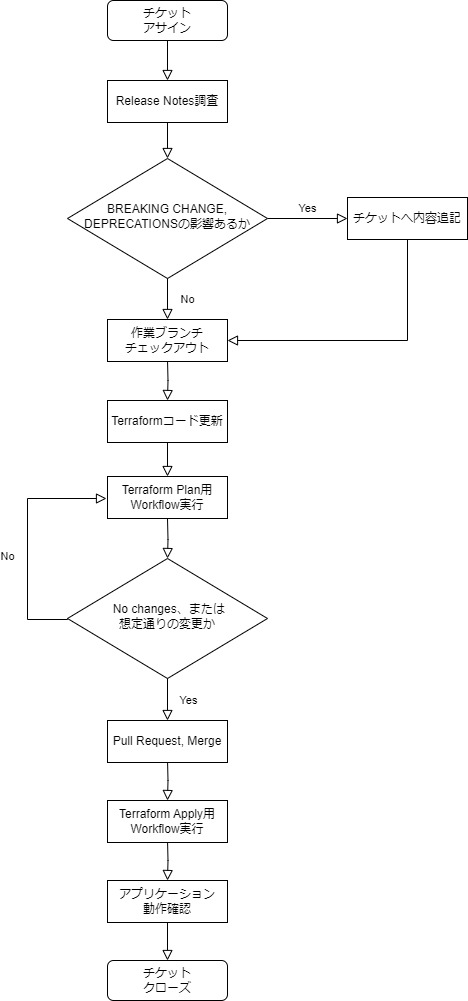 チケット
アサイン
Release Notes調査
BREAKING CHANGE,
DEPRECATIONSの影響あるか
Yes
チケットへ内容追記
No
作業ブランチ
チェックアウト
Terraformコード更新
Terraform Plan用
Workflow実行
No
No changes、または
想定通りの変更か
Yes
Pull Request, Merge
Terraform Apply用
Workflow実行
アプリケーション
動作確認
チケット
クローズ